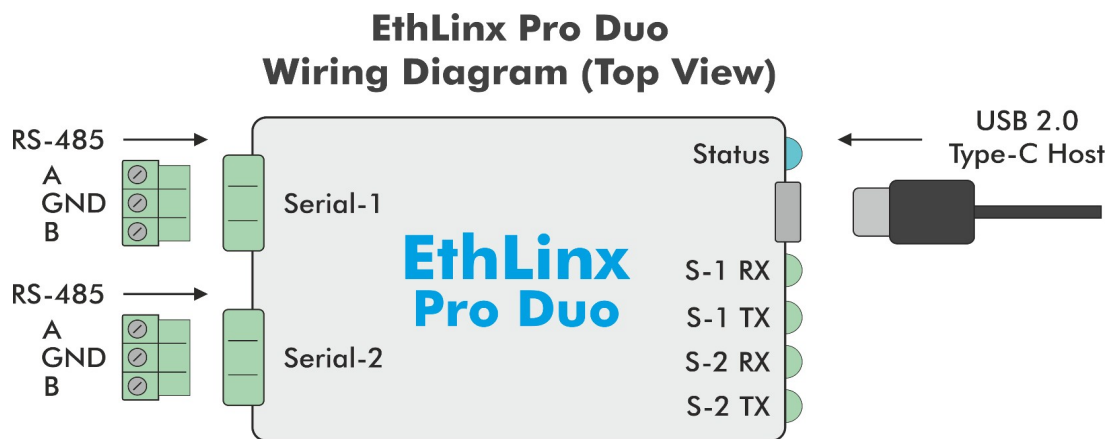 EthLinx Pro Duo
Wiring Diagram (Top View)
RS-485
A
GND
B
Serial-1
RS-485
A
GND
B
Serial-2
EthLinx
Pro Duo
Status
S-1 RX
S-1 TX
S-2 RX
S-2 TX
USB 2.0
Type-C Host